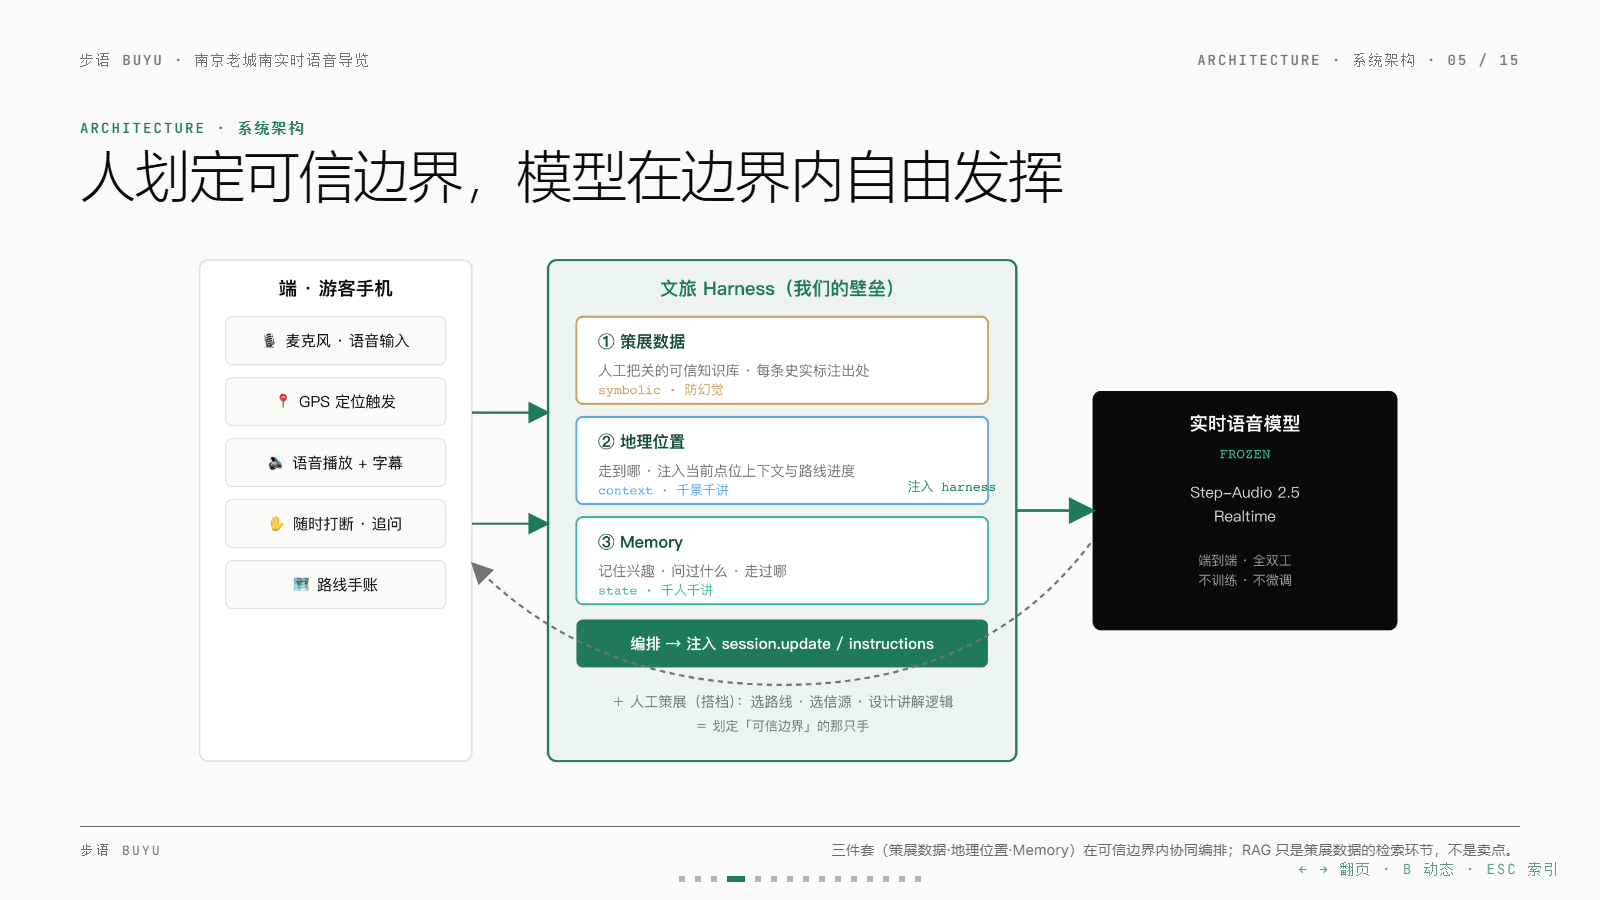 步语 BUYU · 南京老城南实时语音导览
ARCHITECTURE · 系统架构 · 05 / 15
ARCHITECTURE · 系统架构
人划定可信边界，模型在边界内自由发挥
端 · 游客手机
🎙️ 麦克风 · 语音输入
📍 GPS 定位触发
🔊 语音播放 + 字幕
✋ 随时打断 · 追问
🗺️ 路线手账
文旅 Harness（我们的壁垒）
① 策展数据
人工把关的可信知识库 · 每条史实标注出处
symbolic · 防幻觉
② 地理位置
走到哪 · 注入当前点位上下文与路线进度
context · 千景千讲
注入 harness
③ Memory
记住兴趣 · 问过什么 · 走过哪
state · 千人千讲
编排 → 注入 session.update / instructions
＋ 人工策展（搭档）：选路线 · 选信源 · 设计讲解逻辑
＝ 划定「可信边界」的那只手
实时语音模型
FROZEN
Step-Audio 2.5
Realtime
端到端 · 全双工
不训练 · 不微调
步语 BUYU
三件套（策展数据·地理位置·Memory）在可信边界内协同编排；RAG 只是策展数据的检索环节，不是卖点。
← → 翻页 · B 动态 · ESC 索引